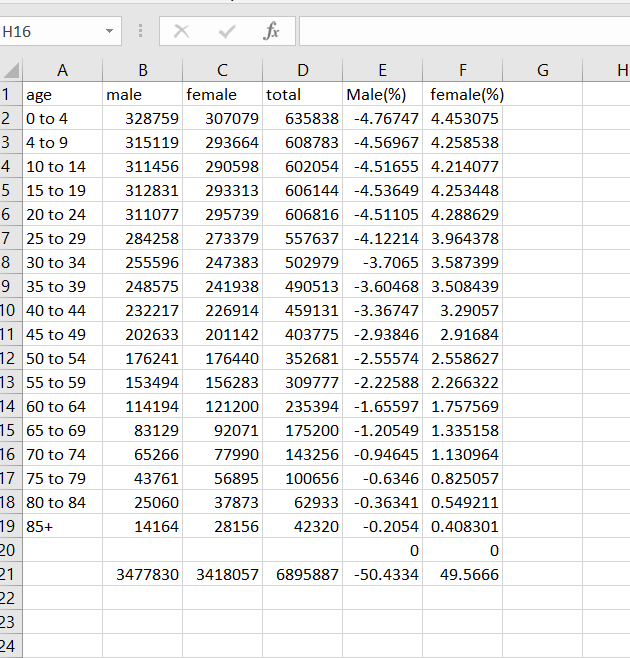 H16 fx
A B C D E F G H
1 age male female total Male(%) female(%)
2 0 to 4 328759 307079 635838 -4.76747 4.453075
3 4 to 9 315119 293664 608783 -4.56967 4.258538
4 10 to 14 311456 290598 602054 -4.51655 4.214077
5 15 to 19 312831 293313 606144 -4.53649 4.253448
6 20 to 24 311077 295739 606816 -4.51105 4.288629
7 25 to 29 284258 273379 557637 -4.12214 3.964378
8 30 to 34 255596 247383 502979 -3.7065 3.587399
9 35 to 39 248575 241938 490513 -3.60468 3.508439
10 40 to 44 232217 226914 459131 -3.36747 3.29057
11 45 to 49 202633 201142 403775 -2.93846 2.91684
12 50 to 54 176241 176440 352681 -2.55574 2.558627
13 55 to 59 153494 156283 309777 -2.22588 2.266322
14 60 to 64 114194 121200 235394 -1.65597 1.757569
15 65 to 69 83129 92071 175200 -1.20549 1.335158
16 70 to 74 65266 77990 143256 -0.94645 1.130964
17 75 to 79 43761 56895 100656 -0.6346 0.825057
18 80 to 84 25060 37873 62933 -0.36341 0.549211
19 85+ 14164 28156 42320 -0.2054 0.408301
20 0 0
21 3477830 3418057 6895887 -50.4334 49.5666
22
23
24